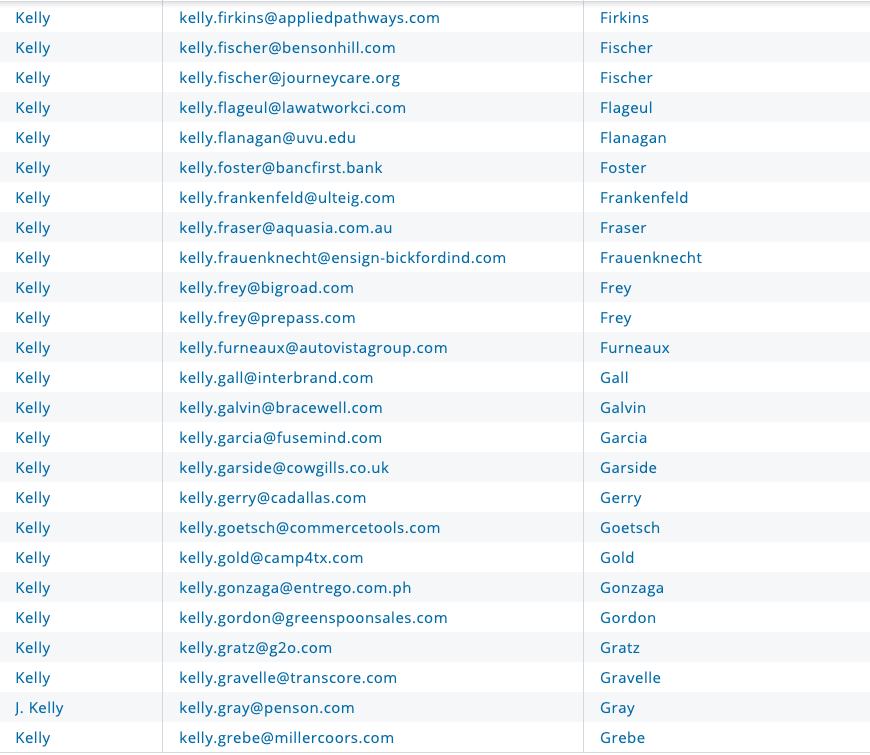 Kelly kelly.firkins@appliedpathways.com Firkins
Kelly kelly.fischer@bensonhill.com Fischer
Kelly kelly.fischer@journeycare.org Fischer
Kelly kelly.flageul@lawatworkci.com Flageul
Kelly kelly.flanagan@uvu.edu Flanagan
Kelly kelly.foster@bancfirst.bank Foster
Kelly kelly.frankenfeld@ulteig.com Frankenfeld
Kelly kelly.fraser@aquasia.com.au Fraser
Kelly kelly.frauenknecht@ensign-bickfordind.com Frauenknecht
Kelly kelly.frey@bigroad.com Frey
Kelly kelly.frey@prepass.com Frey
Kelly kelly.furneaux@autovistagroup.com Furneaux
Kelly kelly.gall@interbrand.com Gall
Kelly kelly.galvin@bracewell.com Galvin
Kelly kelly.garcia@fusemind.com Garcia
Kelly kelly.garside@cowgills.co.uk Garside
Kelly kelly.gerry@cadallas.com Gerry
Kelly kelly.goetsch@commercetools.com Goetsch
Kelly kelly.gold@camp4tx.com Gold
Kelly kelly.gonzaga@entrego.com.ph Gonzaga
Kelly kelly.gordon@greenspoonsales.com Gordon
Kelly kelly.gratz@g2o.com Gratz
Kelly kelly.gravelle@transcore.com Gravelle
J. Kelly kelly.gray@penson.com Gray
Kelly kelly.grebe@millercoors.com Grebe